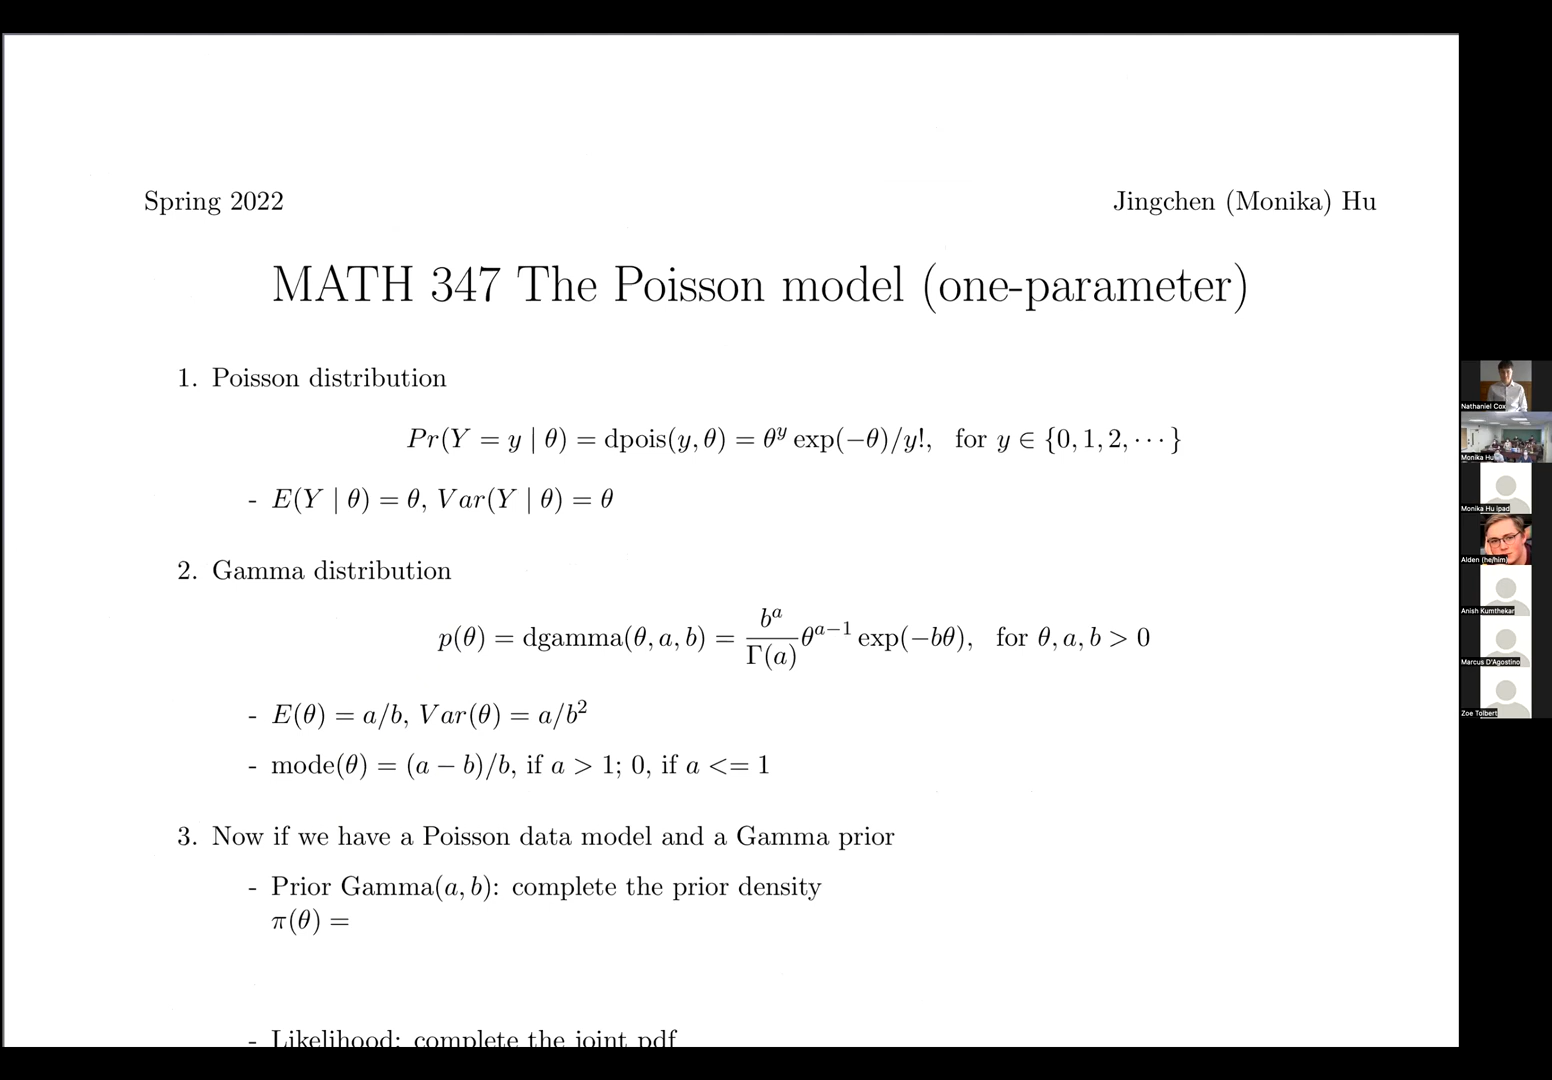 Spring 2022
Jingchen (Monika) Hu
MATH 347 The Poisson model (one-parameter)
1. Poisson distribution
Pr(Y = y | θ) = dpois(y, θ) = θ^y exp(−θ)/y!,   for y ∈ {0, 1, 2, ⋯}
- E(Y | θ) = θ, Var(Y | θ) = θ
2. Gamma distribution
p(θ) = dgamma(θ, a, b) = b^a/Γ(a) θ^{a−1} exp(−bθ),   for θ, a, b > 0
- E(θ) = a/b, Var(θ) = a/b²
- mode(θ) = (a − b)/b, if a > 1; 0, if a <= 1
3. Now if we have a Poisson data model and a Gamma prior
- Prior Gamma(a, b): complete the prior density
π(θ) =
- Likelihood: complete the joint pdf
Nathaniel Cox
Monika Hu
Monika Hu ipad
Alden (he/him)
Anish Kumthekar
Marcus D'Agostino
Zoe Tolbert